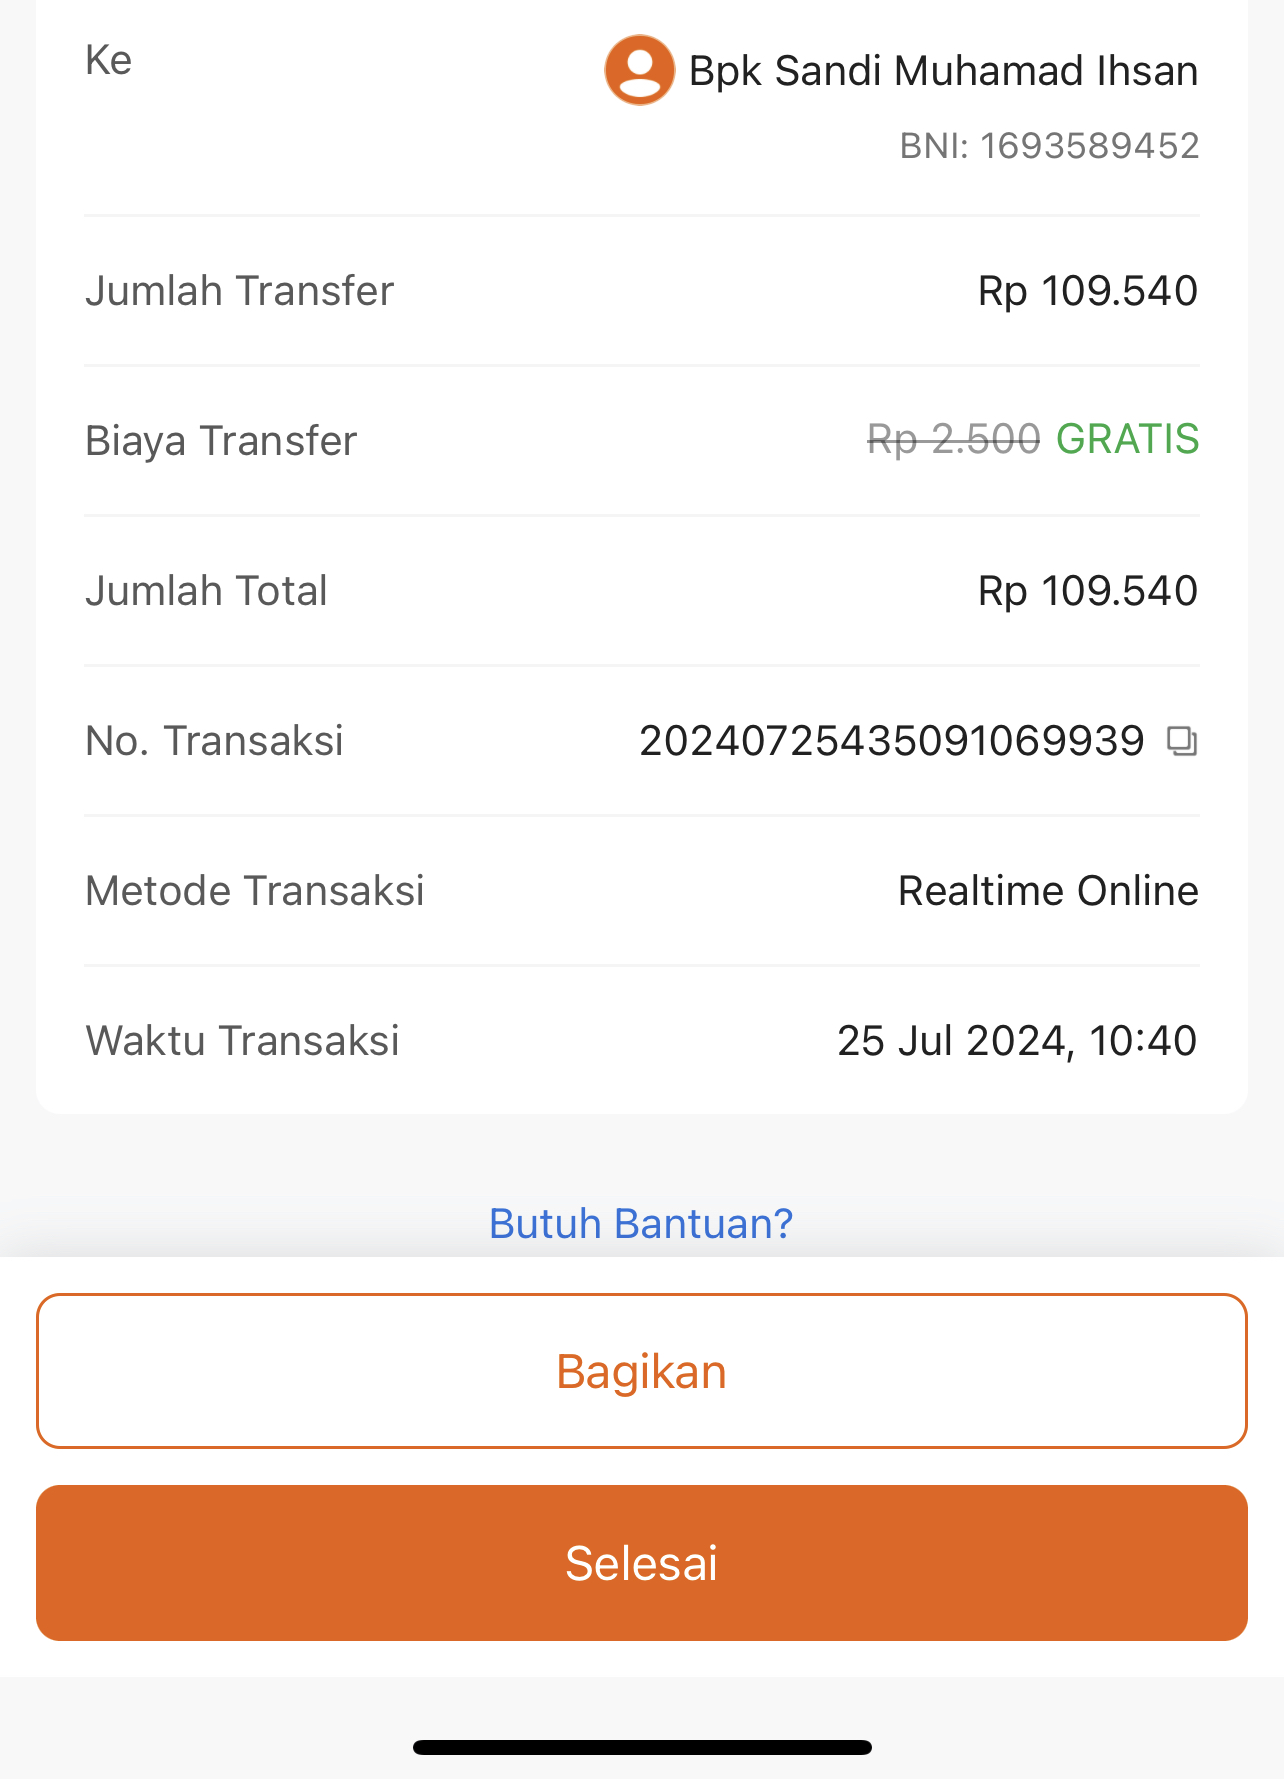 Ke
Bpk Sandi Muhamad Ihsan
BNI: 1693589452
Jumlah Transfer
Rp 109.540
Biaya Transfer
Rp 2.500 GRATIS
Jumlah Total
Rp 109.540
No. Transaksi
20240725435091069939
Metode Transaksi
Realtime Online
Waktu Transaksi
25 Jul 2024, 10:40
Butuh Bantuan?
Bagikan
Selesai